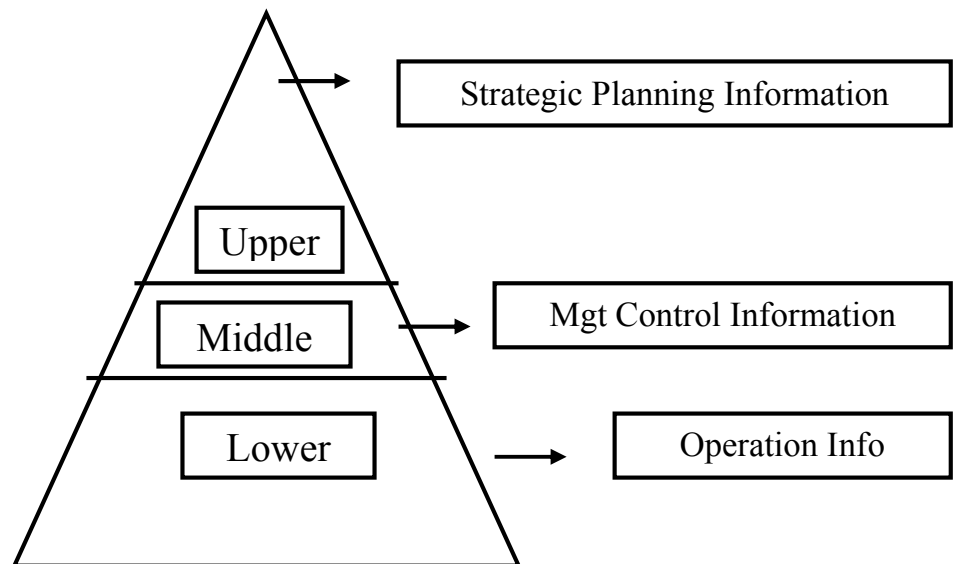 Strategic Planning Information
Upper
Middle
Mgt Control Information
Lower
Operation Info